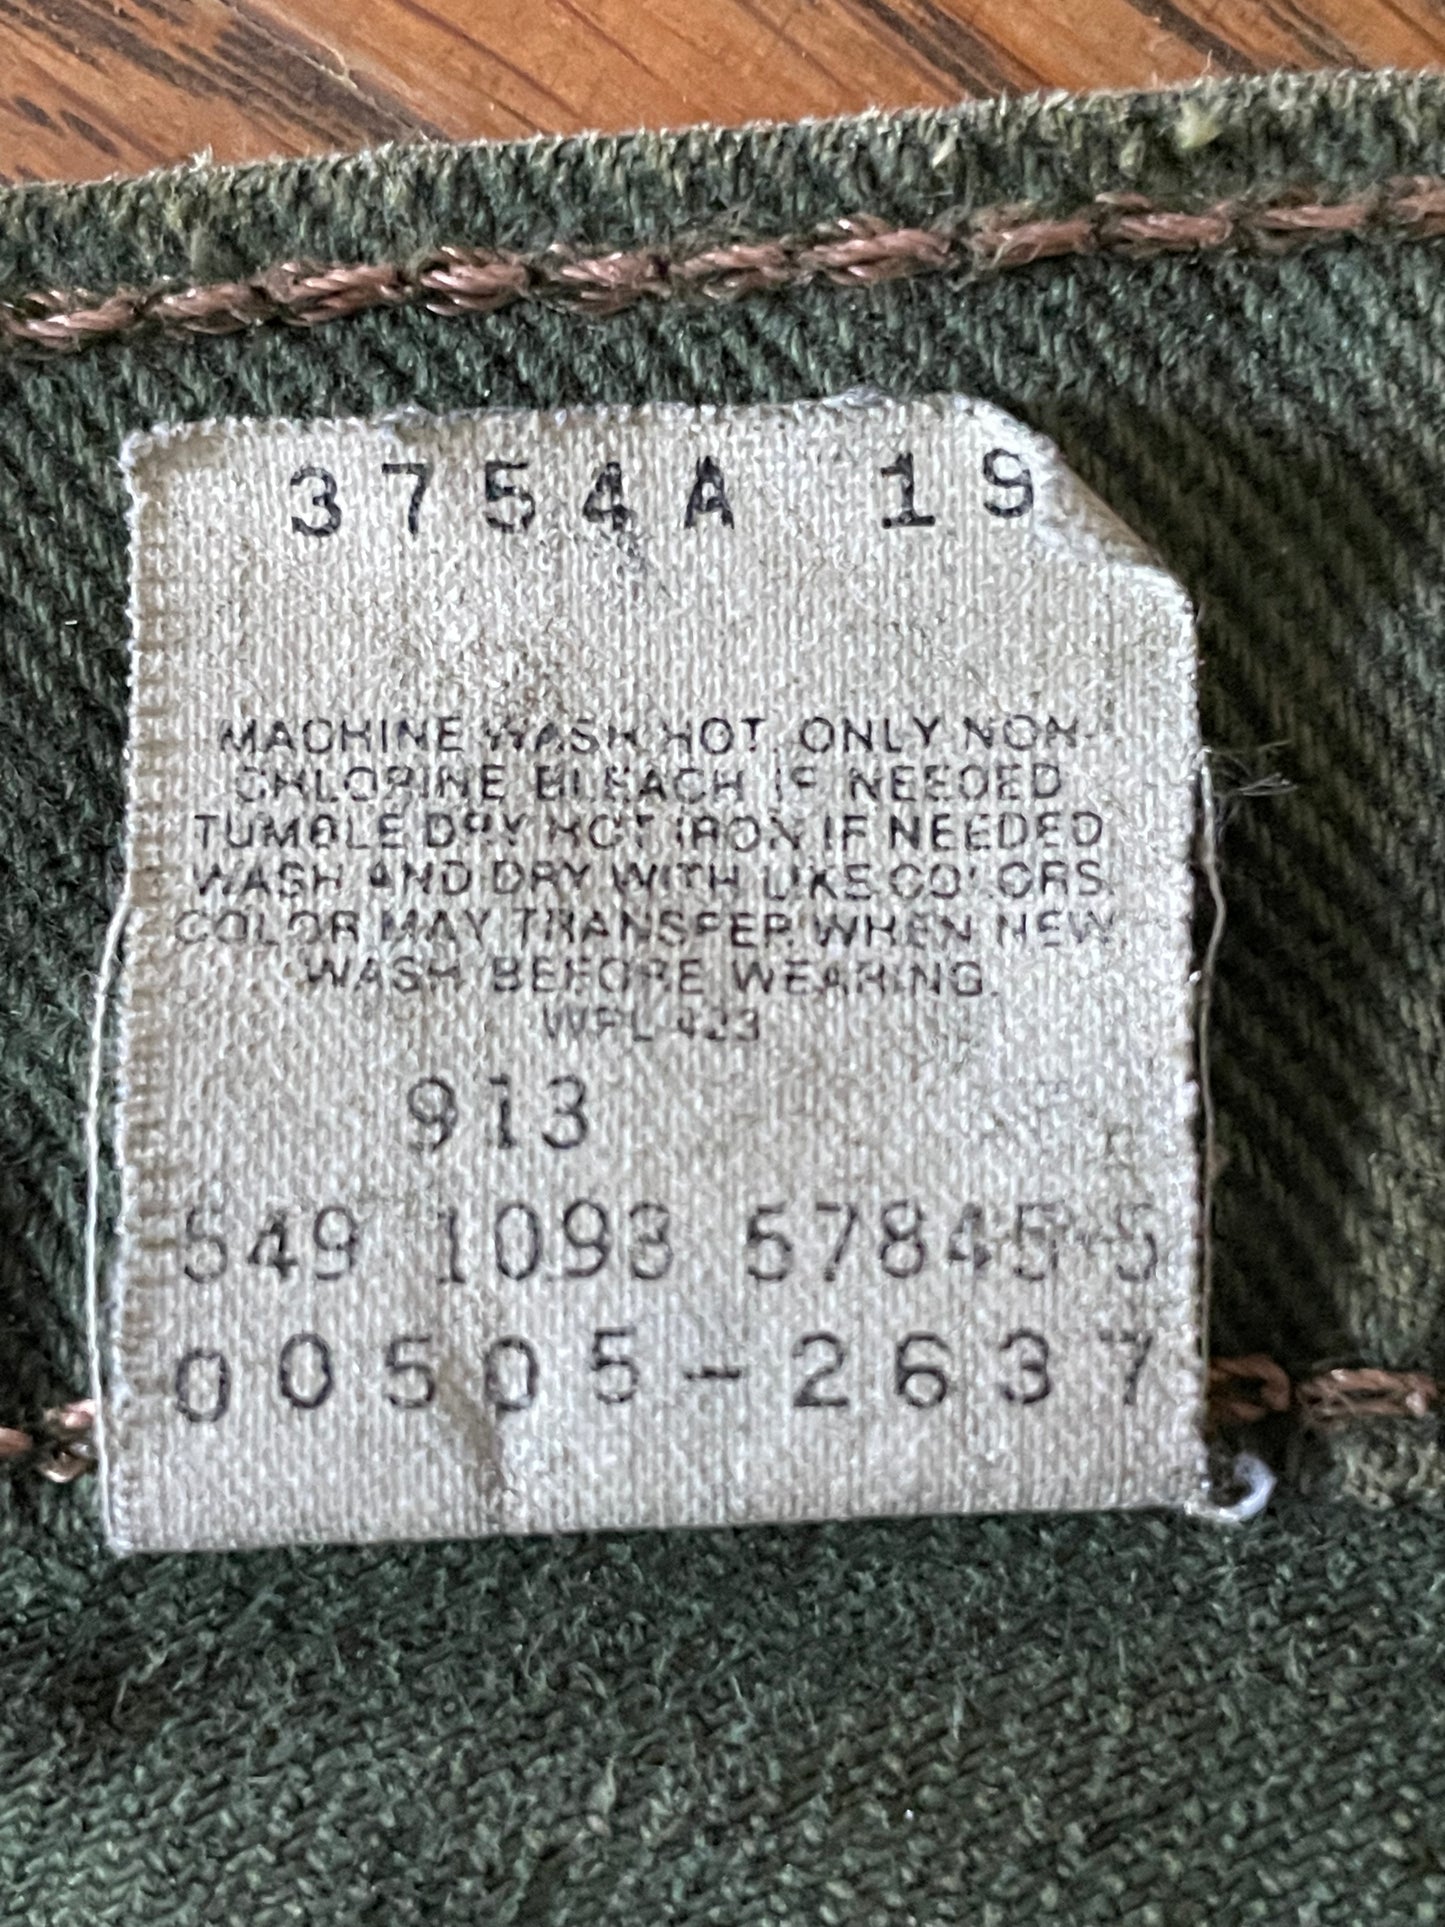 3754A 19
MACHINE WASH HOT. ONLY NON-
CHLORINE BLEACH IF NEEDED
TUMBLE DRY HOT IRON IF NEEDED
WASH AND DRY WITH LIKE COLORS.
COLOR MAY TRANSFER WHEN NEW
WASH BEFORE WEARING.
WPL 423
913
549 1093 57845 5
00505-2637